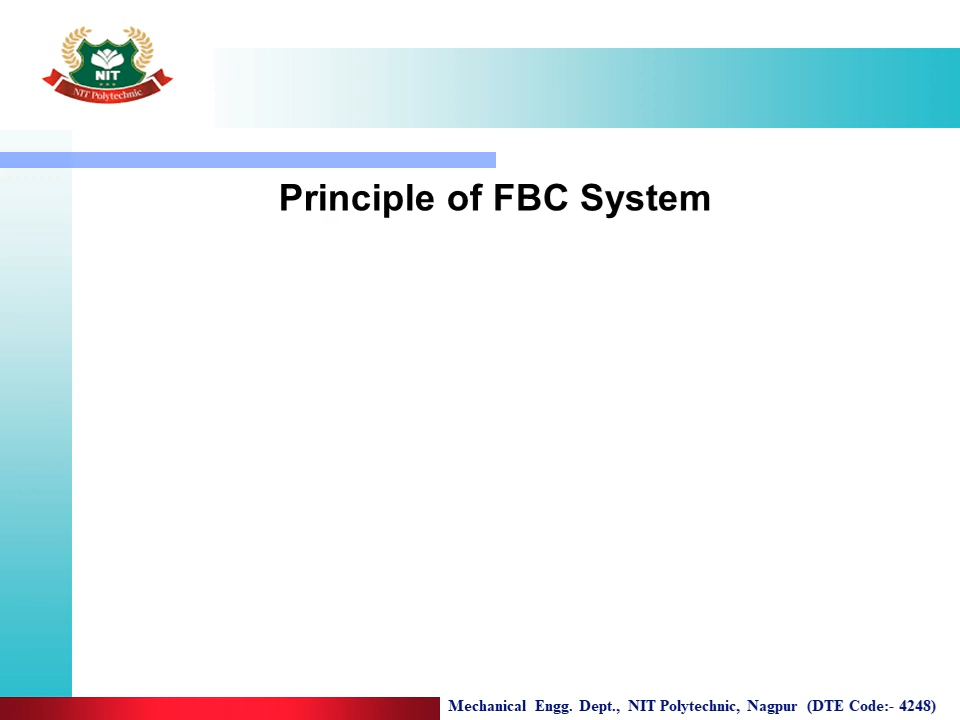 NIT
NIT Polytechnic
Principle of FBC System
Mechanical Engg. Dept., NIT Polytechnic, Nagpur (DTE Code:- 4248)